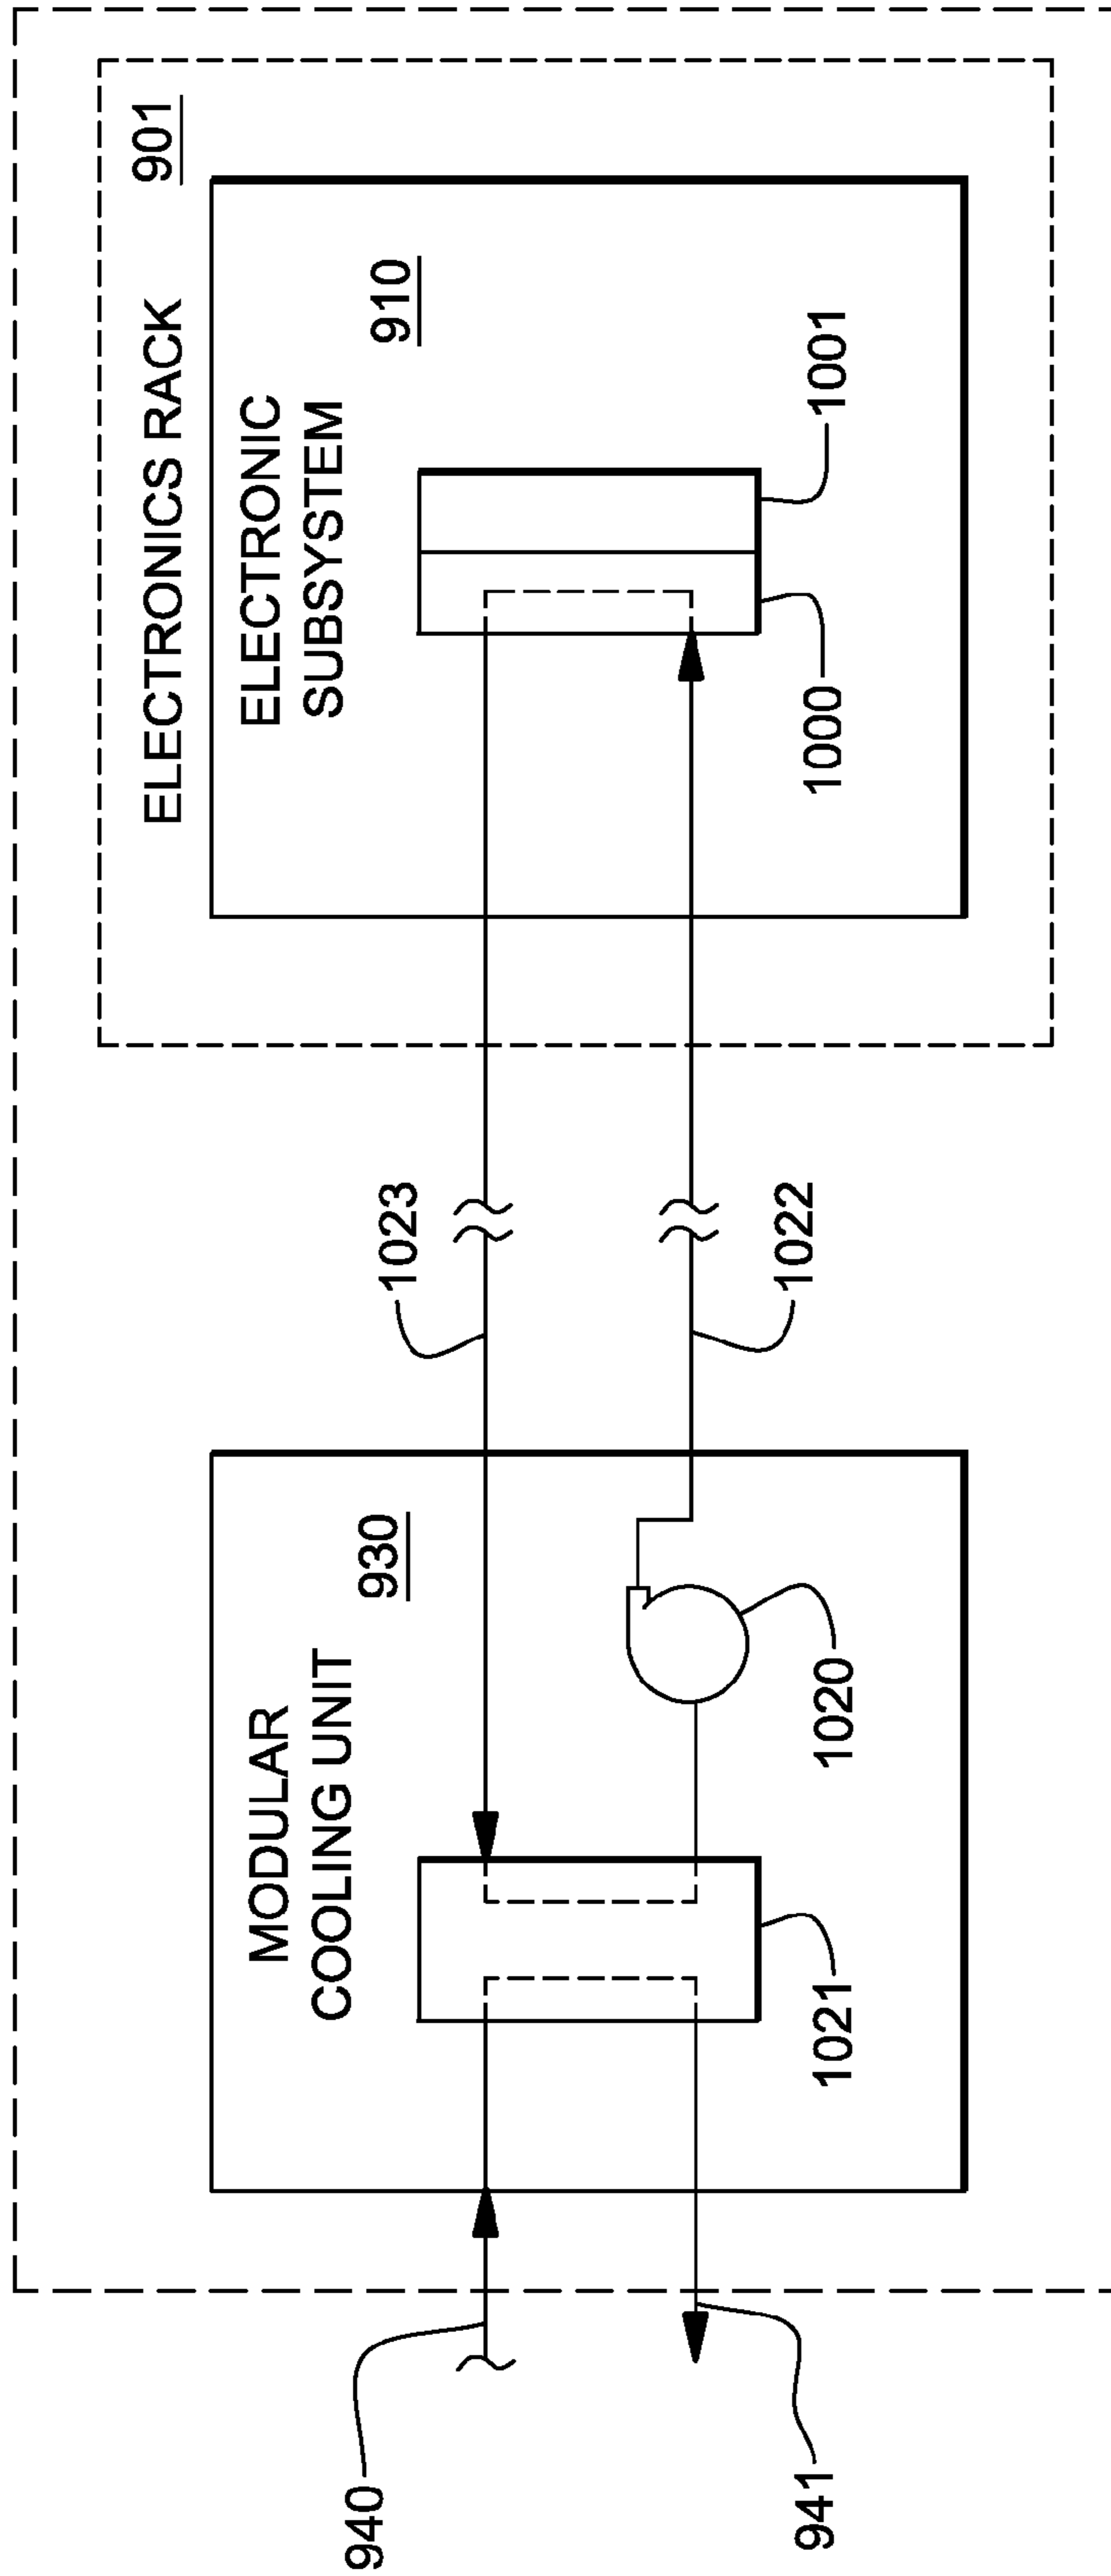 ELECTRONICS RACK
901
ELECTRONIC
SUBSYSTEM
910
1001
1000
1023
1022
MODULAR
COOLING UNIT
930
1020
1021
940
941